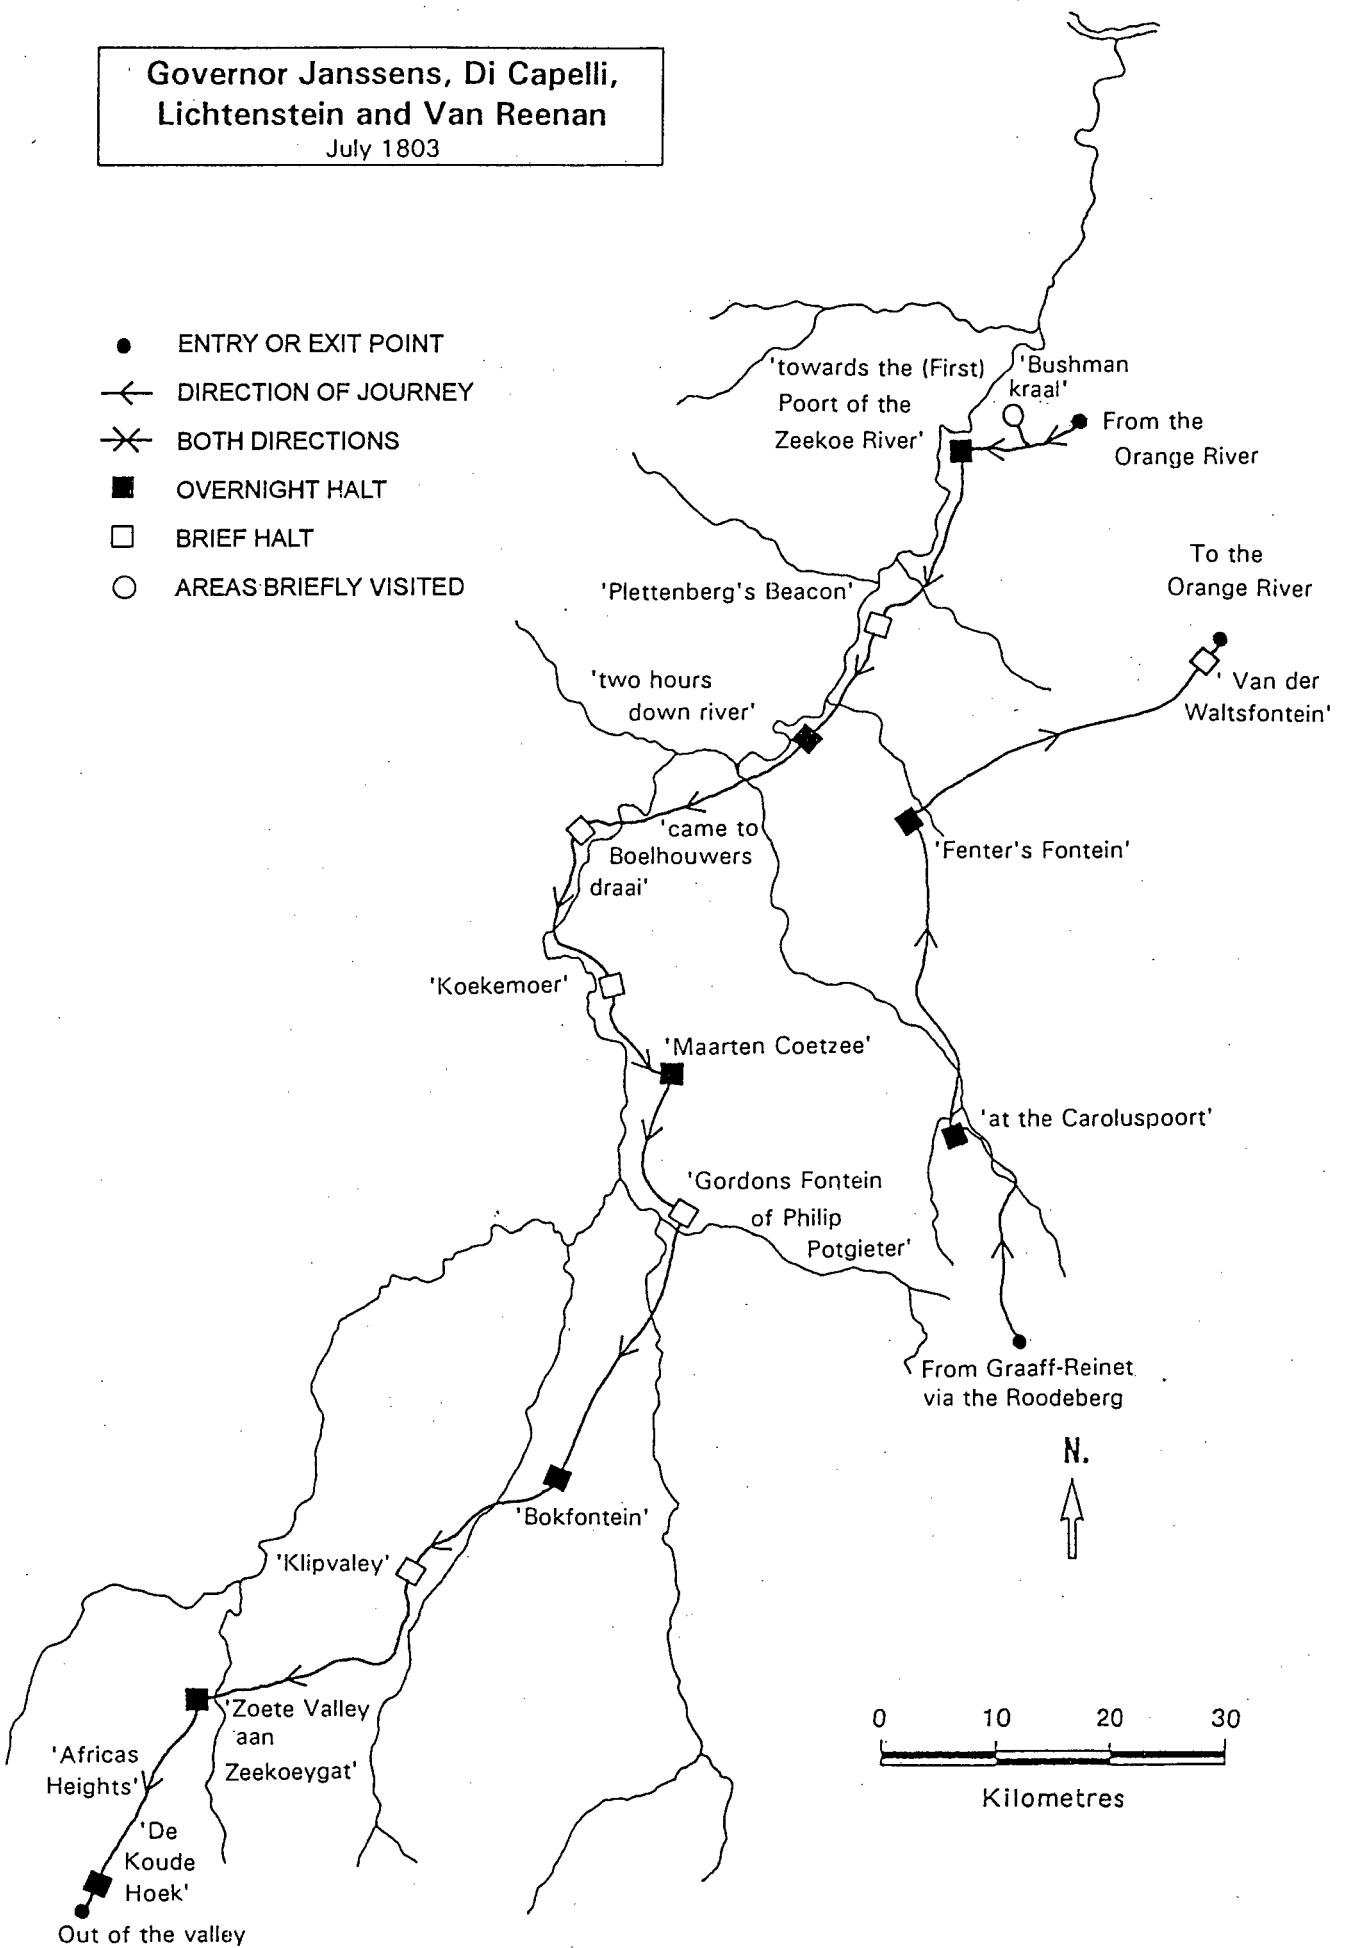 Governor Janssens, Di Capelli,
Lichtenstein and Van Reenan
July 1803
ENTRY OR EXIT POINT
DIRECTION OF JOURNEY
BOTH DIRECTIONS
OVERNIGHT HALT
BRIEF HALT
AREAS BRIEFLY VISITED
'towards the (First)
Poort of the
Zeekoe River'
'Bushman
kraal'
From the
Orange River
To the
Orange River
'Plettenberg's Beacon'
'two hours
down river'
' Van der
Waltsfontein'
'came to
Boelhouwers
draai'
'Fenter's Fontein'
'Koekemoer'
'Maarten Coetzee'
'at the Caroluspoort'
'Gordons Fontein
of Philip
Potgieter'
From Graaff-Reinet
via the Roodeberg
N.
'Bokfontein'
'Klipvaley'
'Zoete Valley
aan
Zeekoeygat'
'Africas
Heights'
'De
Koude
Hoek'
Out of the valley
0 10 20 30
Kilometres